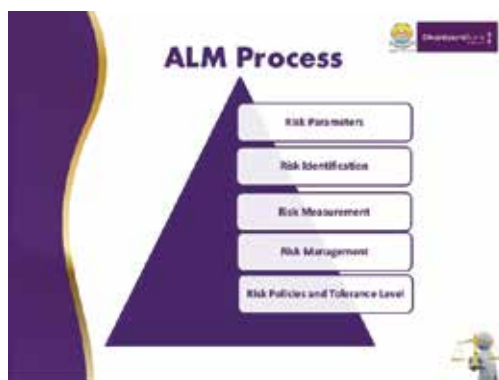 ALM Process
Risk Parameters
Risk Identification
Risk Measurement
Risk Management
Risk Policies and Tolerance Level